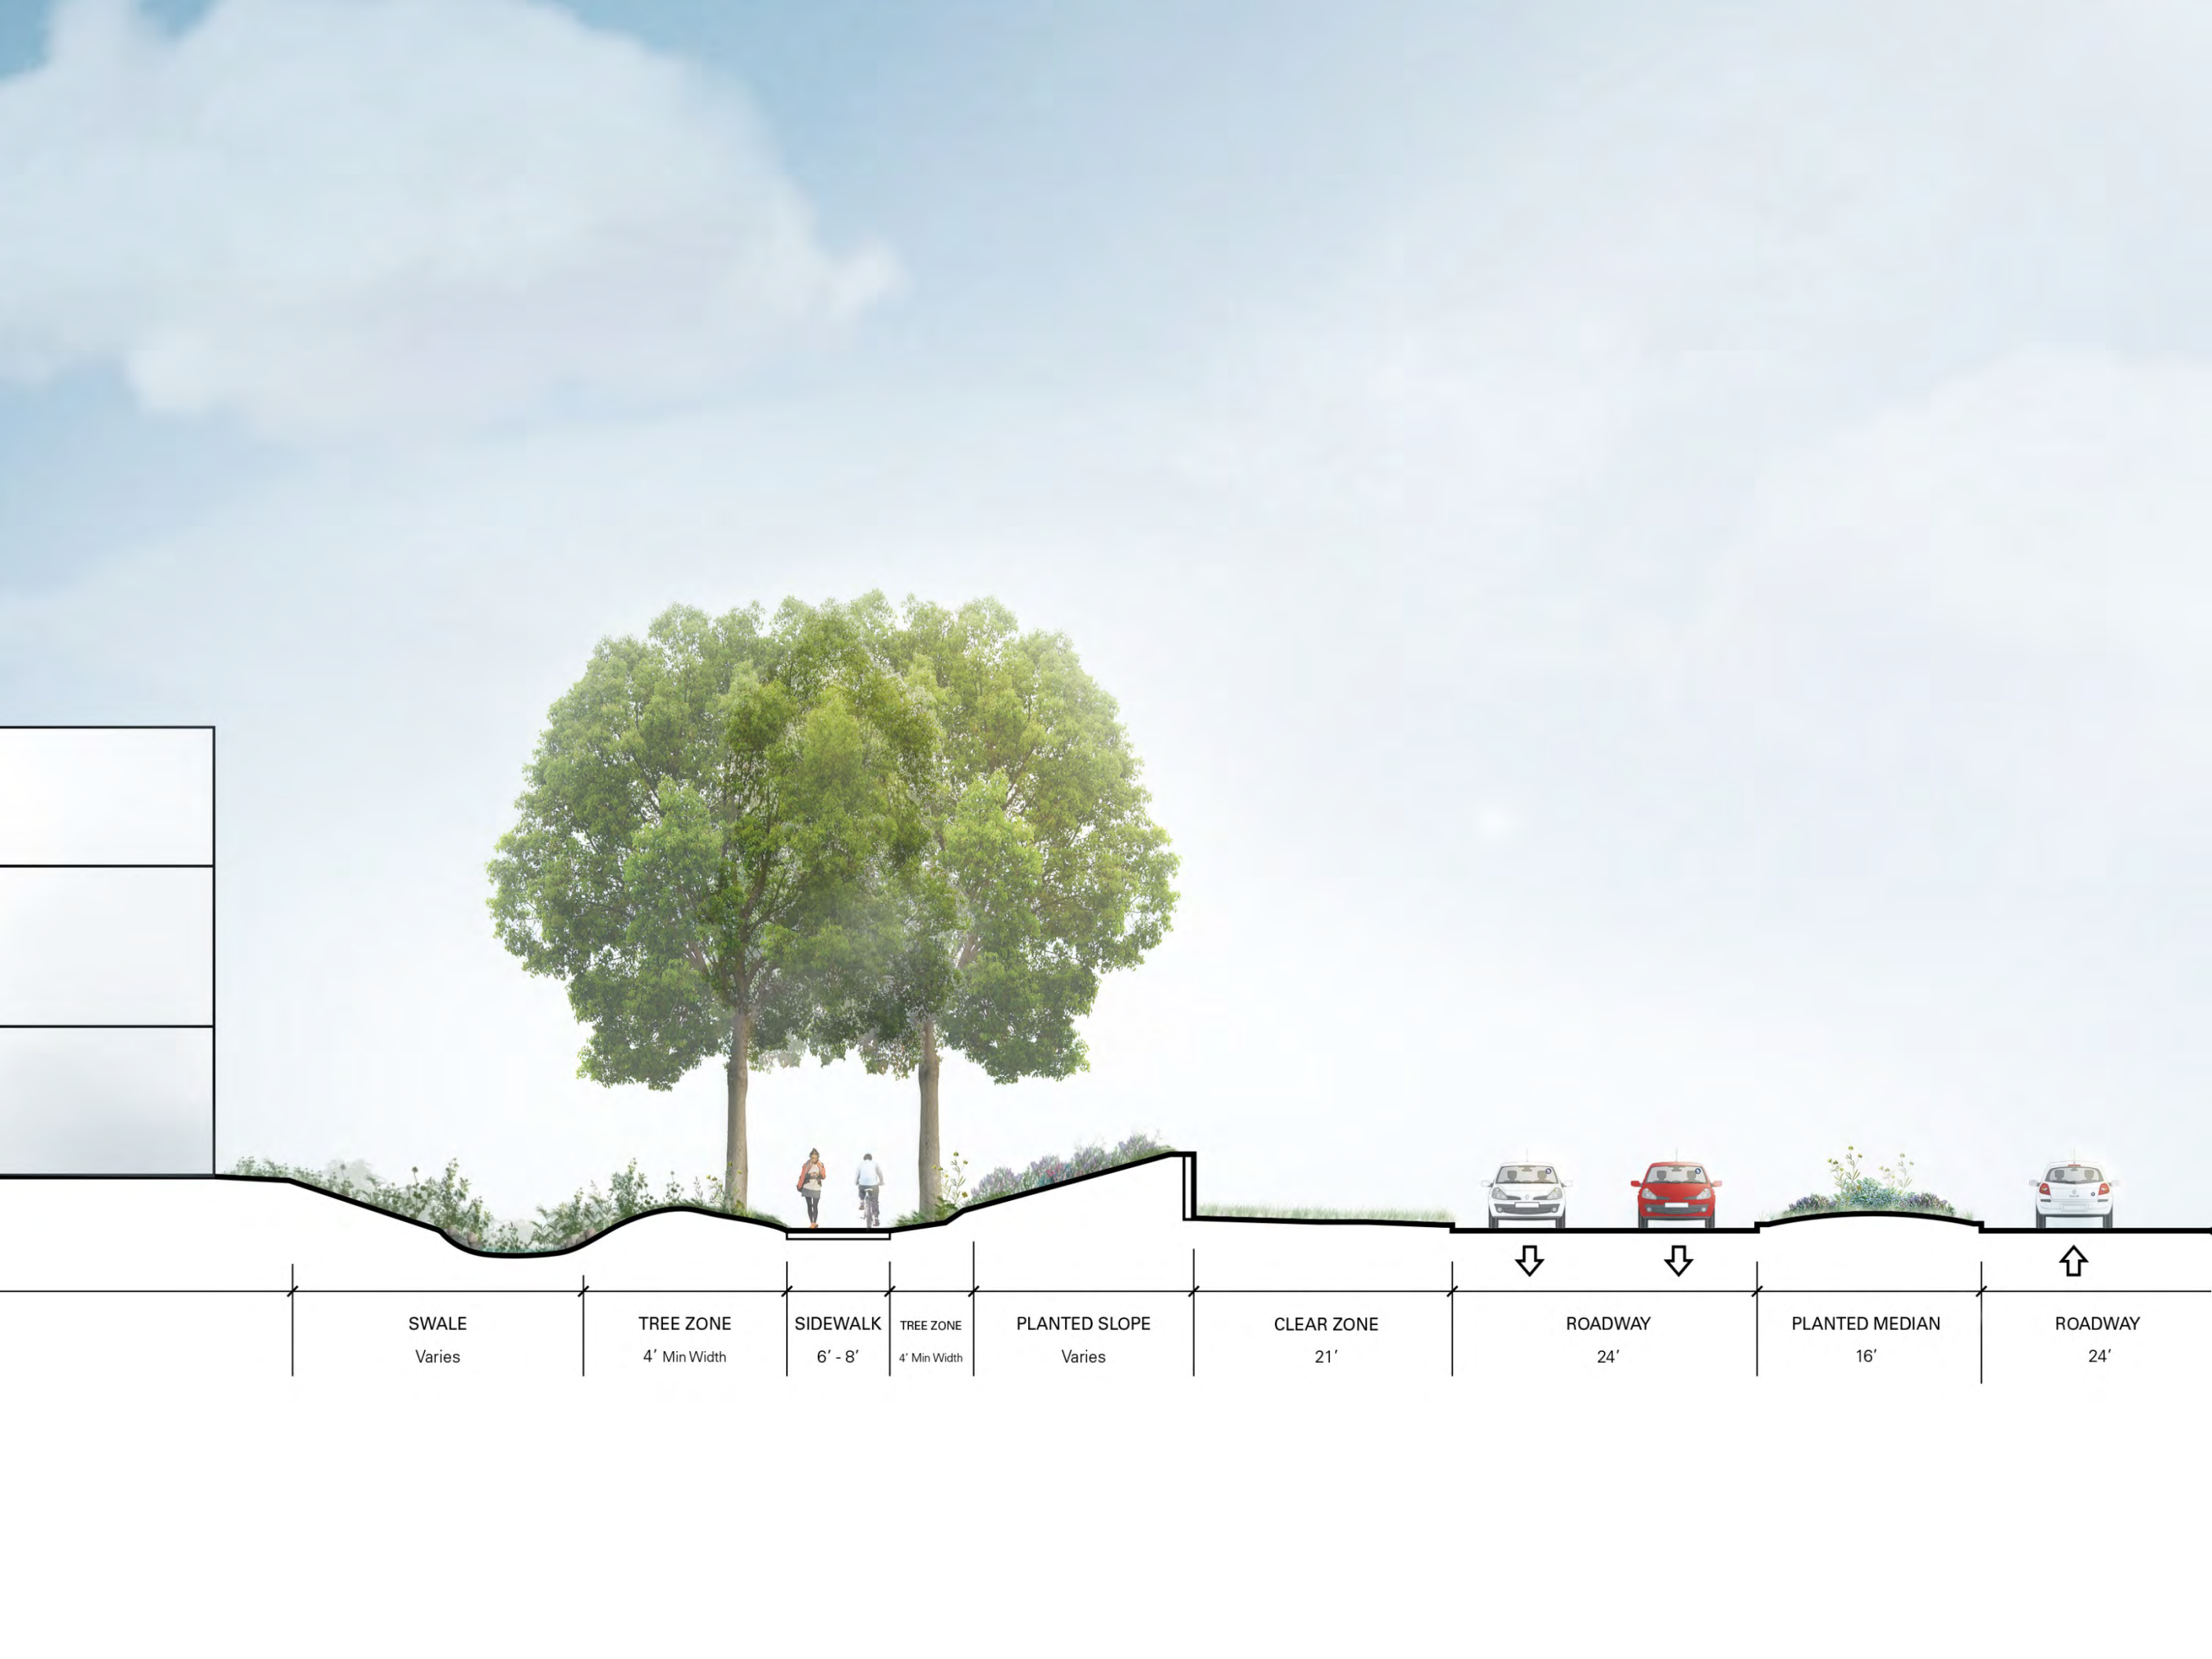 SWALE
Varies
TREE ZONE
4′ Min Width
SIDEWALK
6′ - 8′
TREE ZONE
4′ Min Width
PLANTED SLOPE
Varies
CLEAR ZONE
21′
ROADWAY
24′
PLANTED MEDIAN
16′
ROADWAY
24′